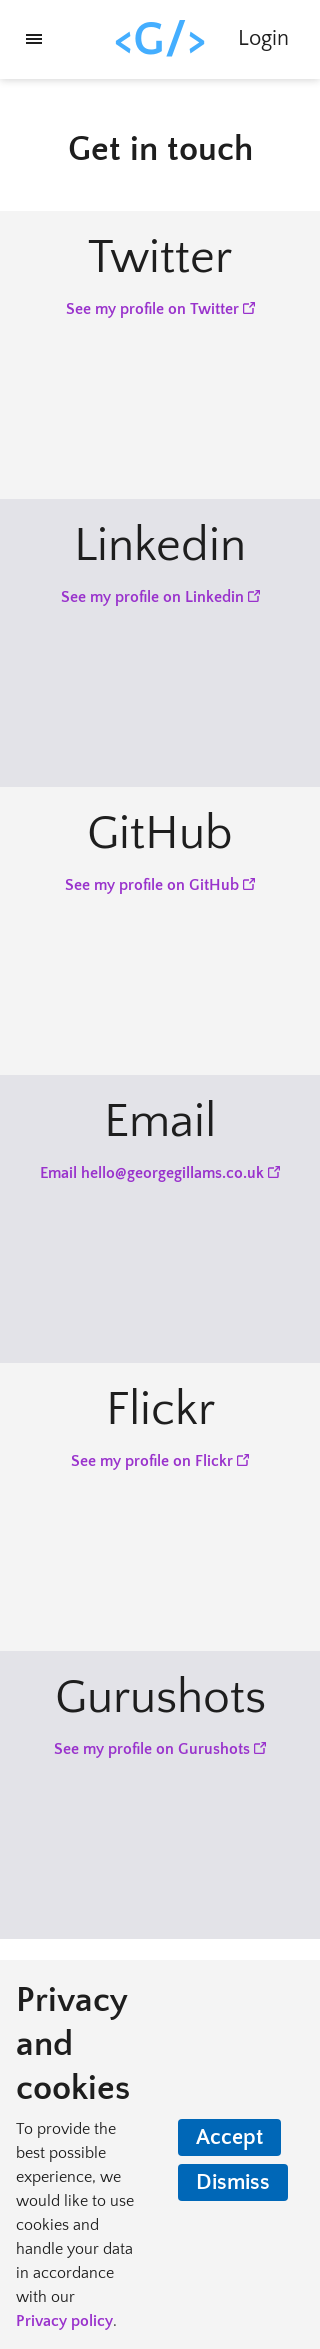 <G/>
Login
Get in touch
Twitter
See my profile on Twitter
Linkedin
See my profile on Linkedin
GitHub
See my profile on GitHub
Email
Email hello@georgegillams.co.uk
Flickr
See my profile on Flickr
Gurushots
See my profile on Gurushots
Privacy
and
cookies
To provide the
best possible
experience, we
would like to use
cookies and
handle your data
in accordance
with our
Privacy policy.
Accept
Dismiss